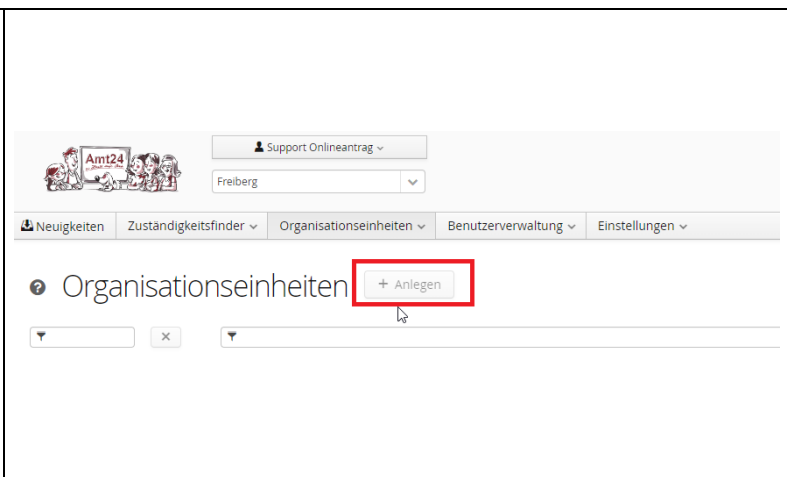 Amt24
Support Onlineantrag
Freiberg
Neuigkeiten Zuständigkeitsfinder Organisationseinheiten Benutzerverwaltung Einstellungen
Organisationseinheiten + Anlegen